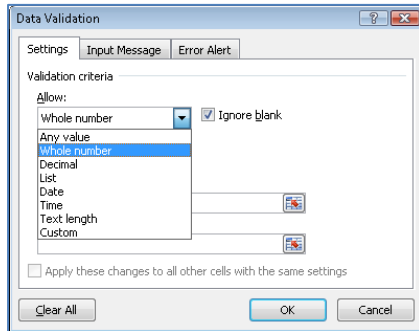 Data Validation
Settings Input Message Error Alert
Validation criteria
Allow:
Whole number Ignore blank
Any value
Whole number
Decimal
List
Date
Time
Text length
Custom
Apply these changes to all other cells with the same settings
Clear All OK Cancel